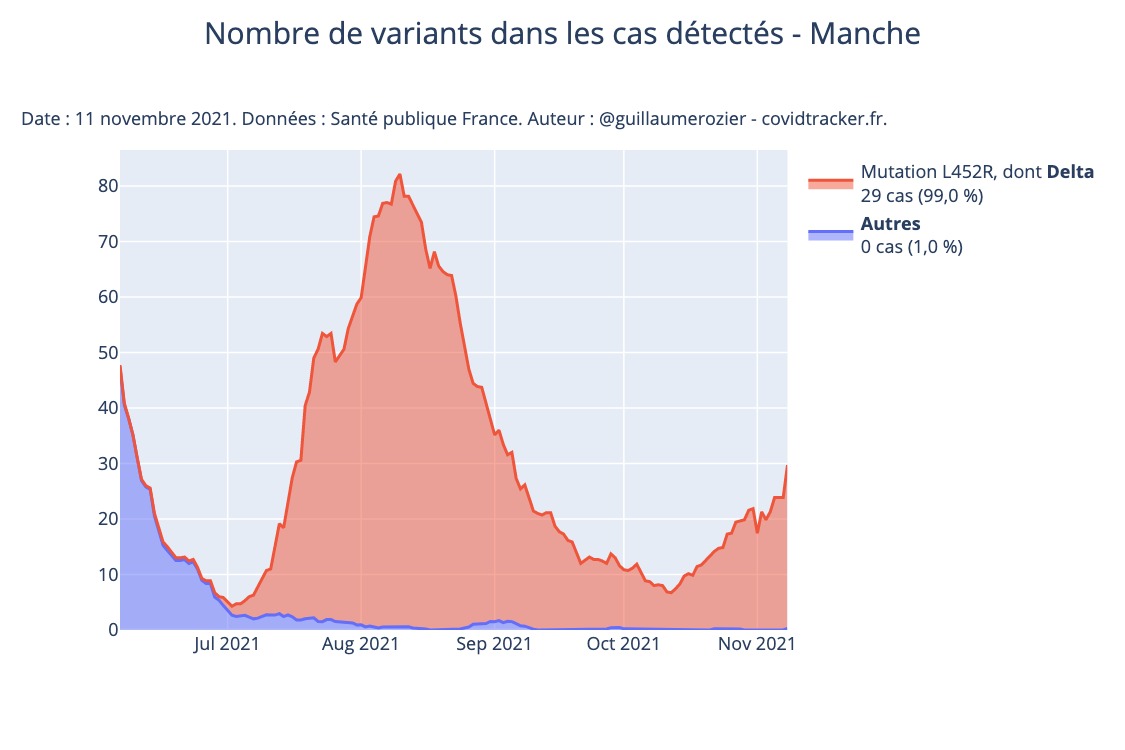 Nombre de variants dans les cas détectés - Manche
Date : 11 novembre 2021. Données : Santé publique France. Auteur : @guillaumerozier - covidtracker.fr.
Mutation L452R, dont Delta
29 cas (99,0 %)
Autres
0 cas (1,0 %)
80
70
60
50
40
30
20
10
0
Jul 2021
Aug 2021
Sep 2021
Oct 2021
Nov 2021